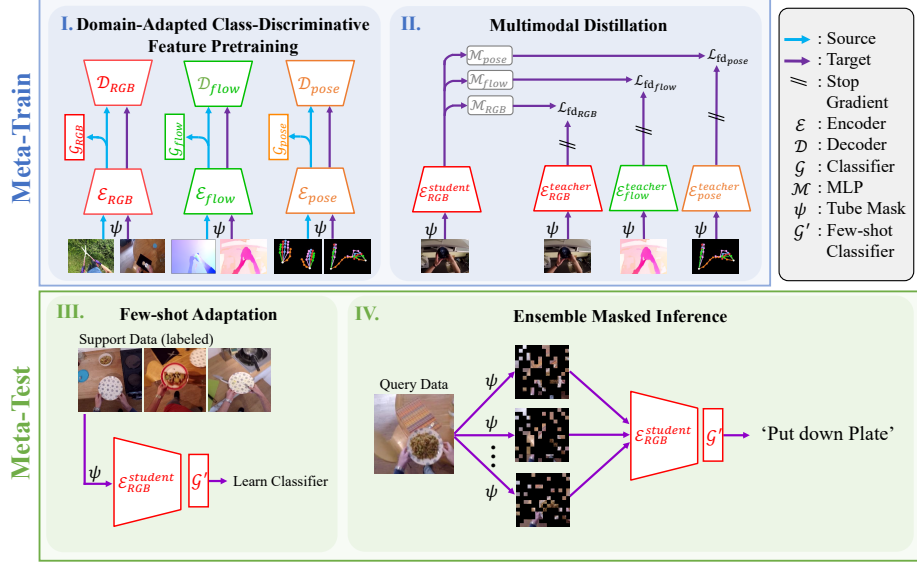 Meta-Train
I. Domain-Adapted Class-Discriminative
Feature Pretraining
𝒟_RGB
𝒟_flow
𝒟_pose
𝒢_RGB
𝒢_flow
𝒢_pose
ℰ_RGB
ℰ_flow
ℰ_pose
ψ
ψ
ψ
II. Multimodal Distillation
ℳ_pose
ℳ_flow
ℳ_RGB
ℒ_fd_pose
ℒ_fd_flow
ℒ_fd_RGB
ℰ_RGB^student
ℰ_RGB^teacher
ℰ_flow^teacher
ℰ_pose^teacher
: Source
: Target
: Stop
Gradient
ℰ : Encoder
𝒟 : Decoder
𝒢 : Classifier
ℳ : MLP
ψ : Tube Mask
𝒢′ : Few-shot
Classifier
Meta-Test
III. Few-shot Adaptation
Support Data (labeled)
ψ
ℰ_RGB^student
𝒢′
Learn Classifier
IV. Ensemble Masked Inference
Query Data
ψ
ψ
ψ
ℰ_RGB^student
𝒢′
‘Put down Plate’